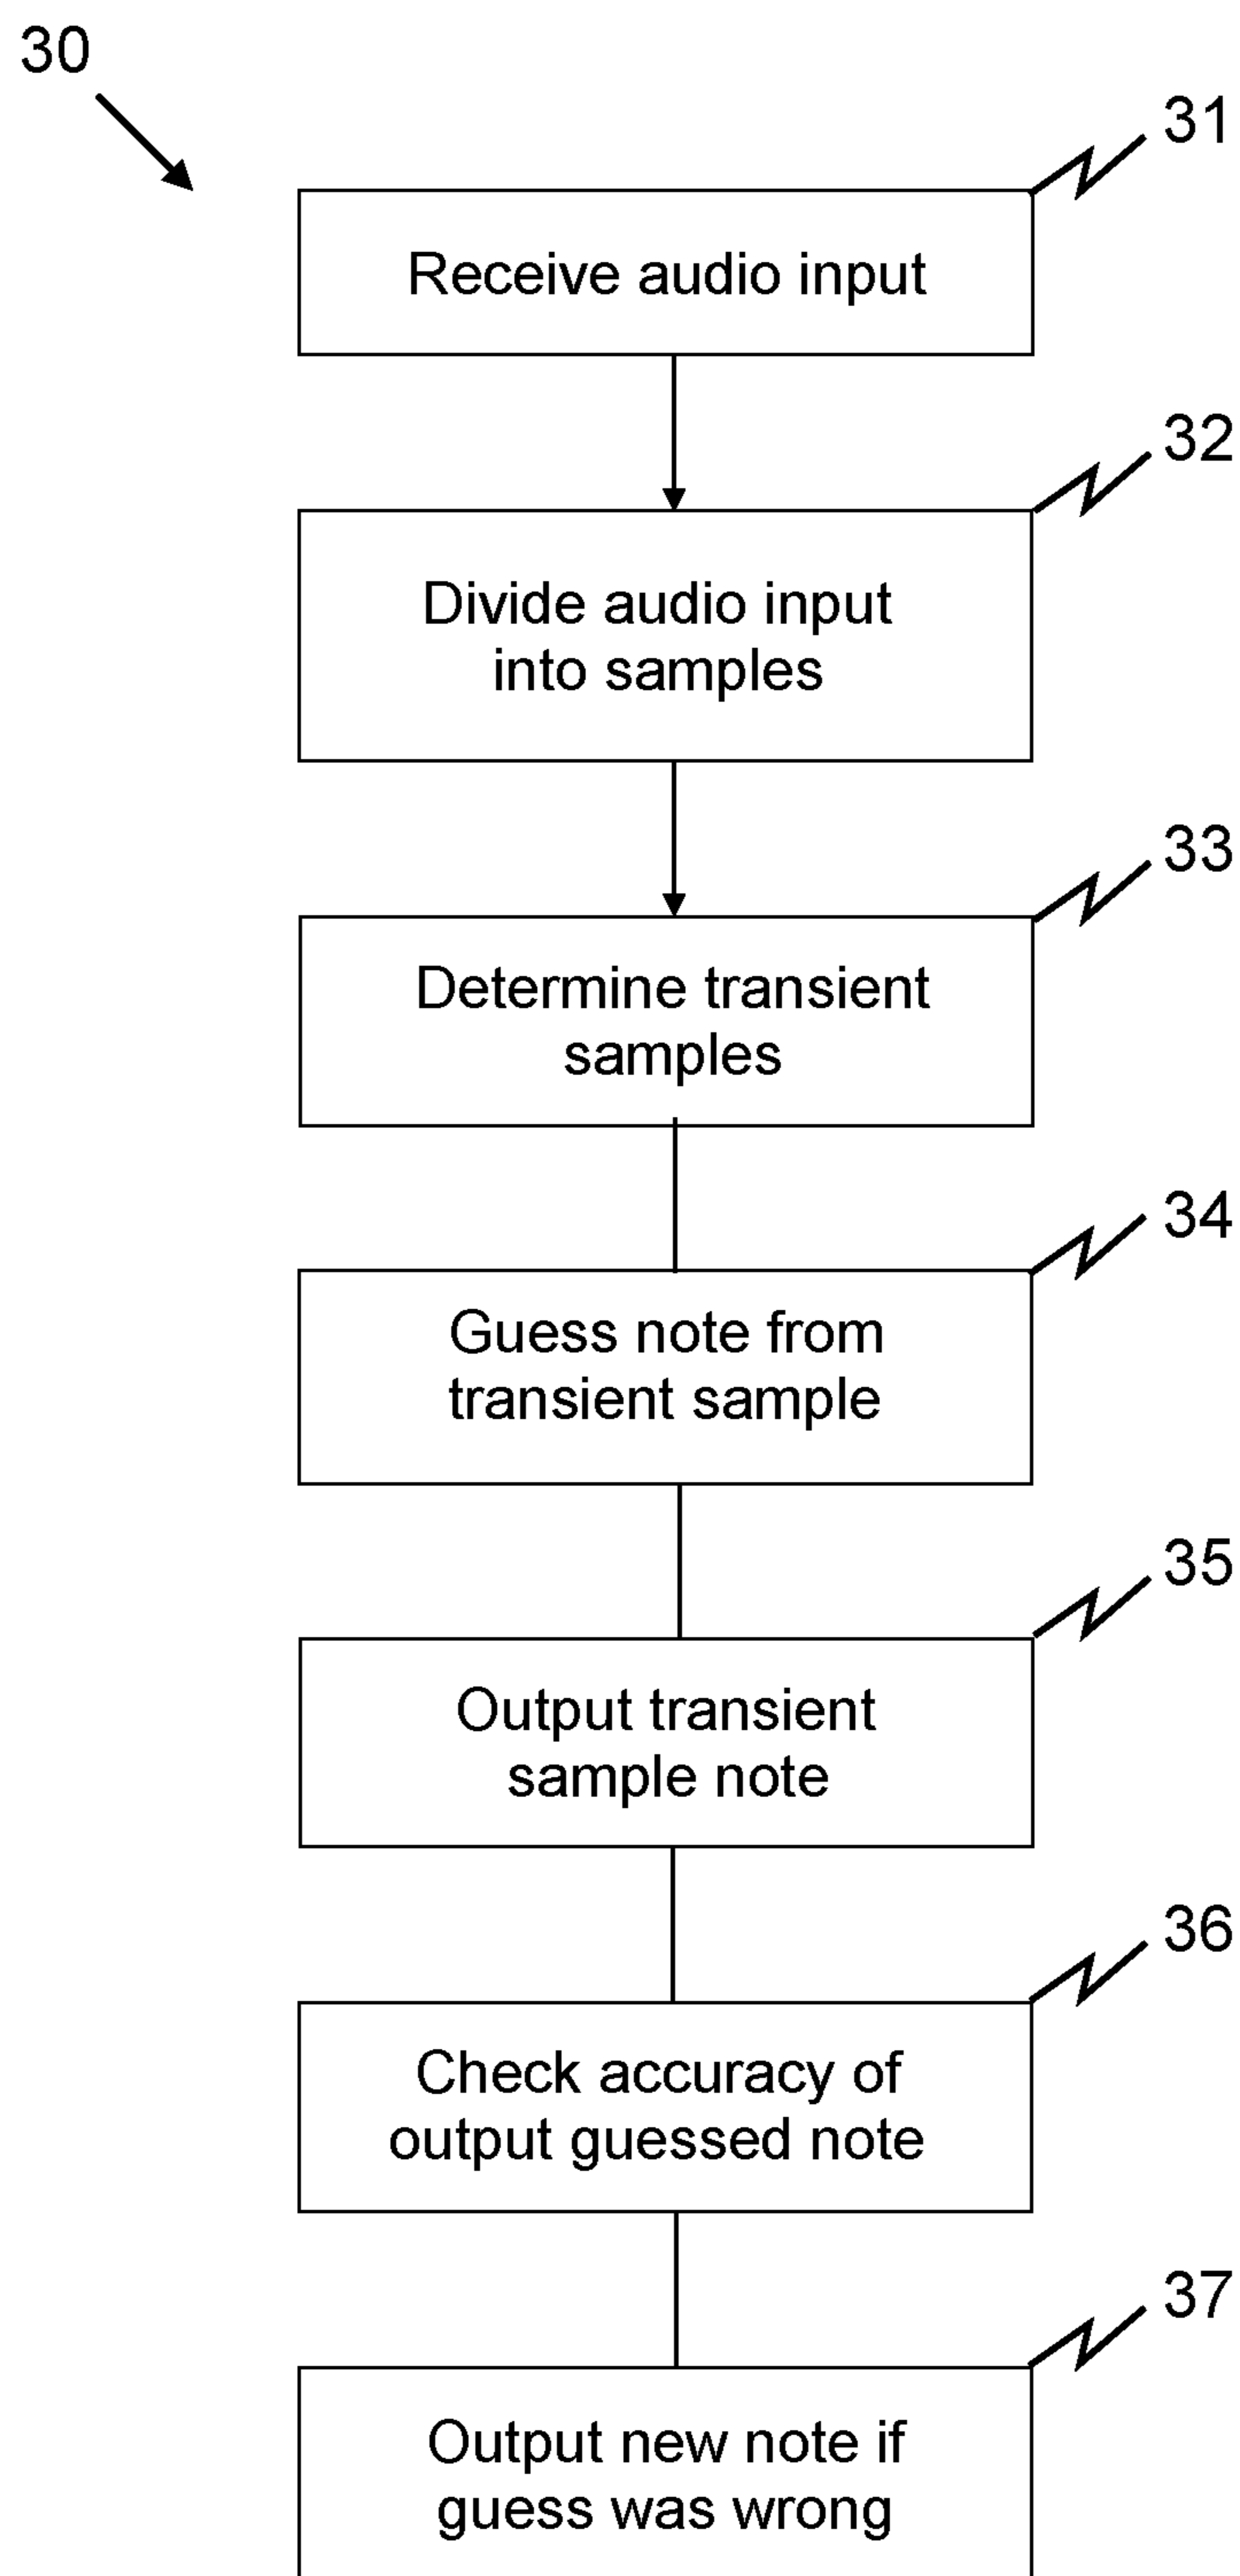 30
31
Receive audio input
32
Divide audio input
into samples
33
Determine transient
samples
34
Guess note from
transient sample
35
Output transient
sample note
36
Check accuracy of
output guessed note
37
Output new note if
guess was wrong